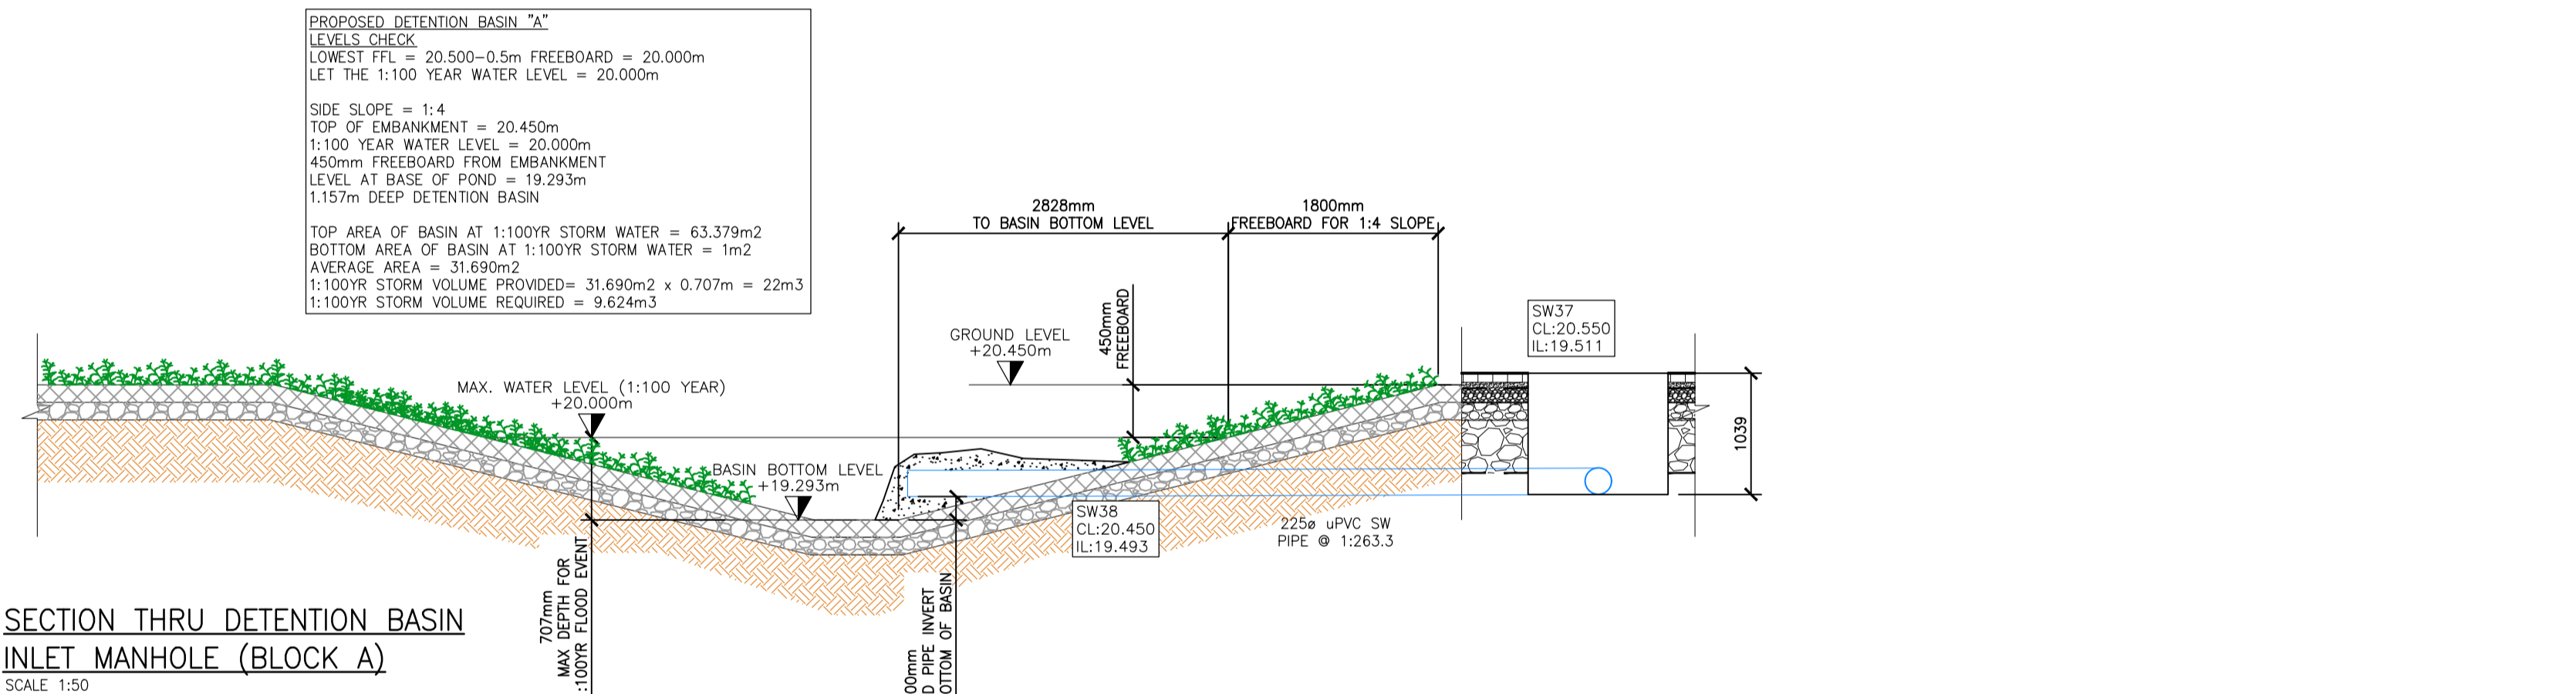 PROPOSED DETENTION BASIN "A"
LEVELS CHECK
LOWEST FFL = 20.500-0.5m FREEBOARD = 20.000m
LET THE 1:100 YEAR WATER LEVEL = 20.000m
SIDE SLOPE = 1:4
TOP OF EMBANKMENT = 20.450m
1:100 YEAR WATER LEVEL = 20.000m
450mm FREEBOARD FROM EMBANKMENT
LEVEL AT BASE OF POND = 19.293m
1.157m DEEP DETENTION BASIN
TOP AREA OF BASIN AT 1:100YR STORM WATER = 63.379m2
BOTTOM AREA OF BASIN AT 1:100YR STORM WATER = 1m2
AVERAGE AREA = 31.690m2
1:100YR STORM VOLUME PROVIDED= 31.690m2 x 0.707m = 22m3
1:100YR STORM VOLUME REQUIRED = 9.624m3
2828mm
TO BASIN BOTTOM LEVEL
1800mm
FREEBOARD FOR 1:4 SLOPE
450mm
FREEBOARD
GROUND LEVEL
+20.450m
SW37
CL:20.550
IL:19.511
MAX. WATER LEVEL (1:100 YEAR)
+20.000m
BASIN BOTTOM LEVEL
+19.293m
1039
SW38
CL:20.450
IL:19.493
225ø uPVC SW
PIPE @ 1:263.3
707mm
MAX DEPTH FOR
:100YR FLOOD EVENT
00mm
D PIPE INVERT
OTTOM OF BASIN
SECTION THRU DETENTION BASIN
INLET MANHOLE (BLOCK A)
SCALE 1:50